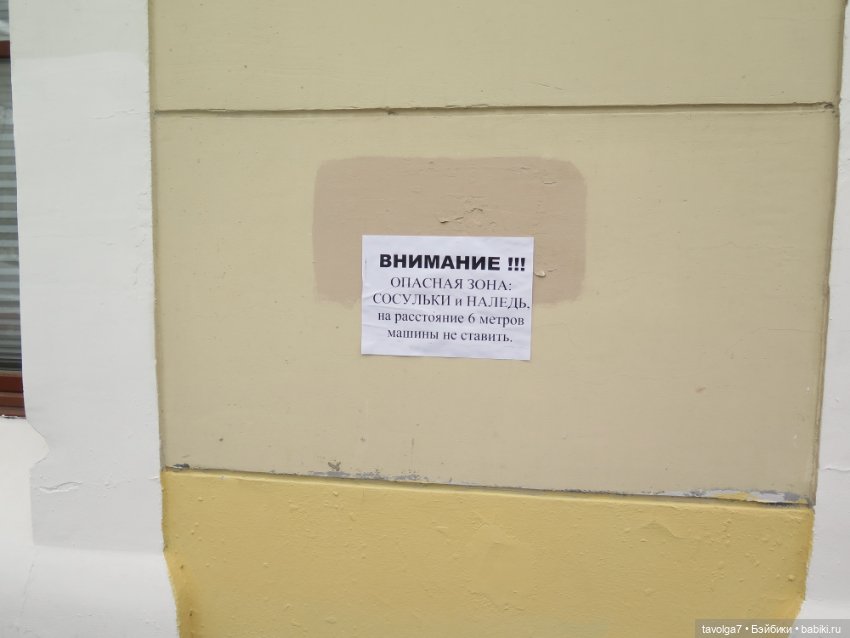 ВНИМАНИЕ !!!
ОПАСНАЯ ЗОНА:
СОСУЛЬКИ и НАЛЕДЬ,
на расстояние 6 метров
машины не ставить.
tavolga7 • Бэйбики • babiki.ru